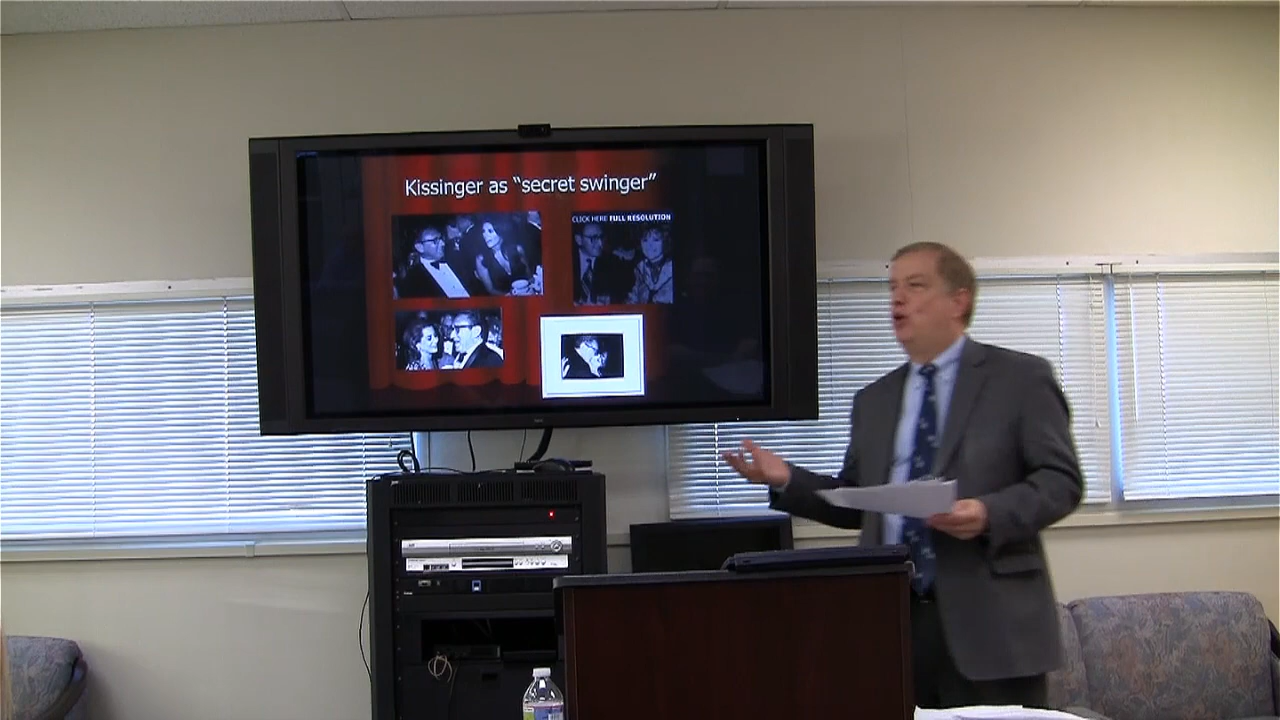 Kissinger as “secret swinger”
CLICK HERE FULL RESOLUTION